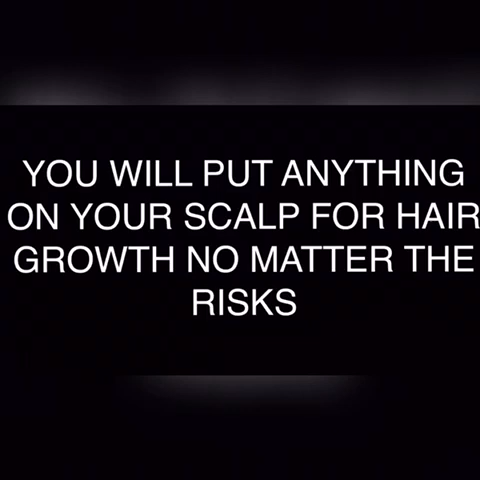 YOU WILL PUT ANYTHING
ON YOUR SCALP FOR HAIR
GROWTH NO MATTER THE
RISKS